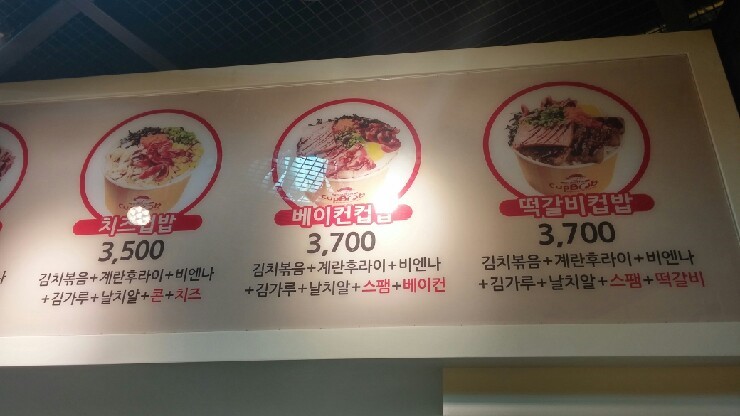 치즈컵밥
3,500
김치볶음+계란후라이+비엔나
+김가루+날치알+콘+치즈
베이컨컵밥
3,700
김치볶음+계란후라이+비엔나
+김가루+날치알+스팸+베이컨
떡갈비컵밥
3,700
김치볶음+계란후라이+비엔나
+김가루+날치알+스팸+떡갈비